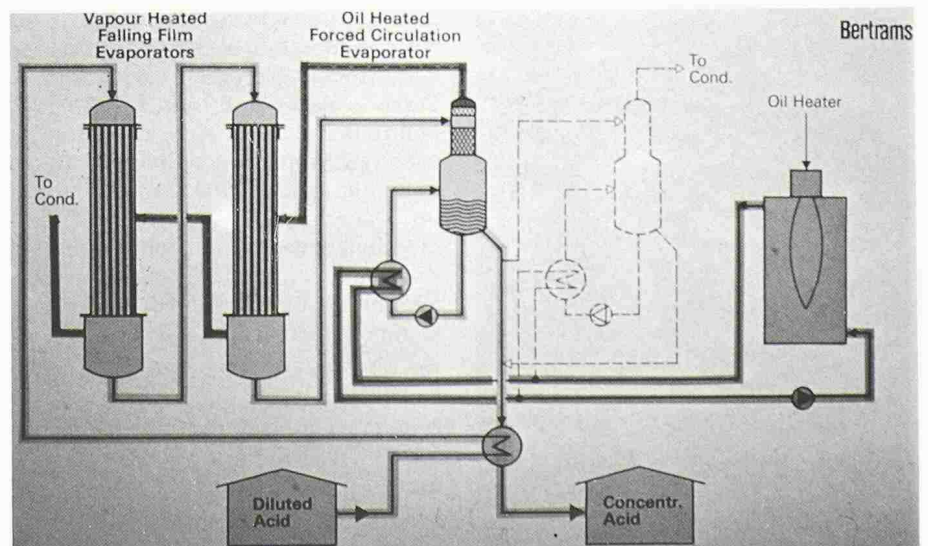 Vapour Heated
Falling Film
Evaporators
Oil Heated
Forced Circulation
Evaporator
Bertrams
To
Cond.
Oil Heater
To
Cond.
Diluted
Acid
Concentr.
Acid